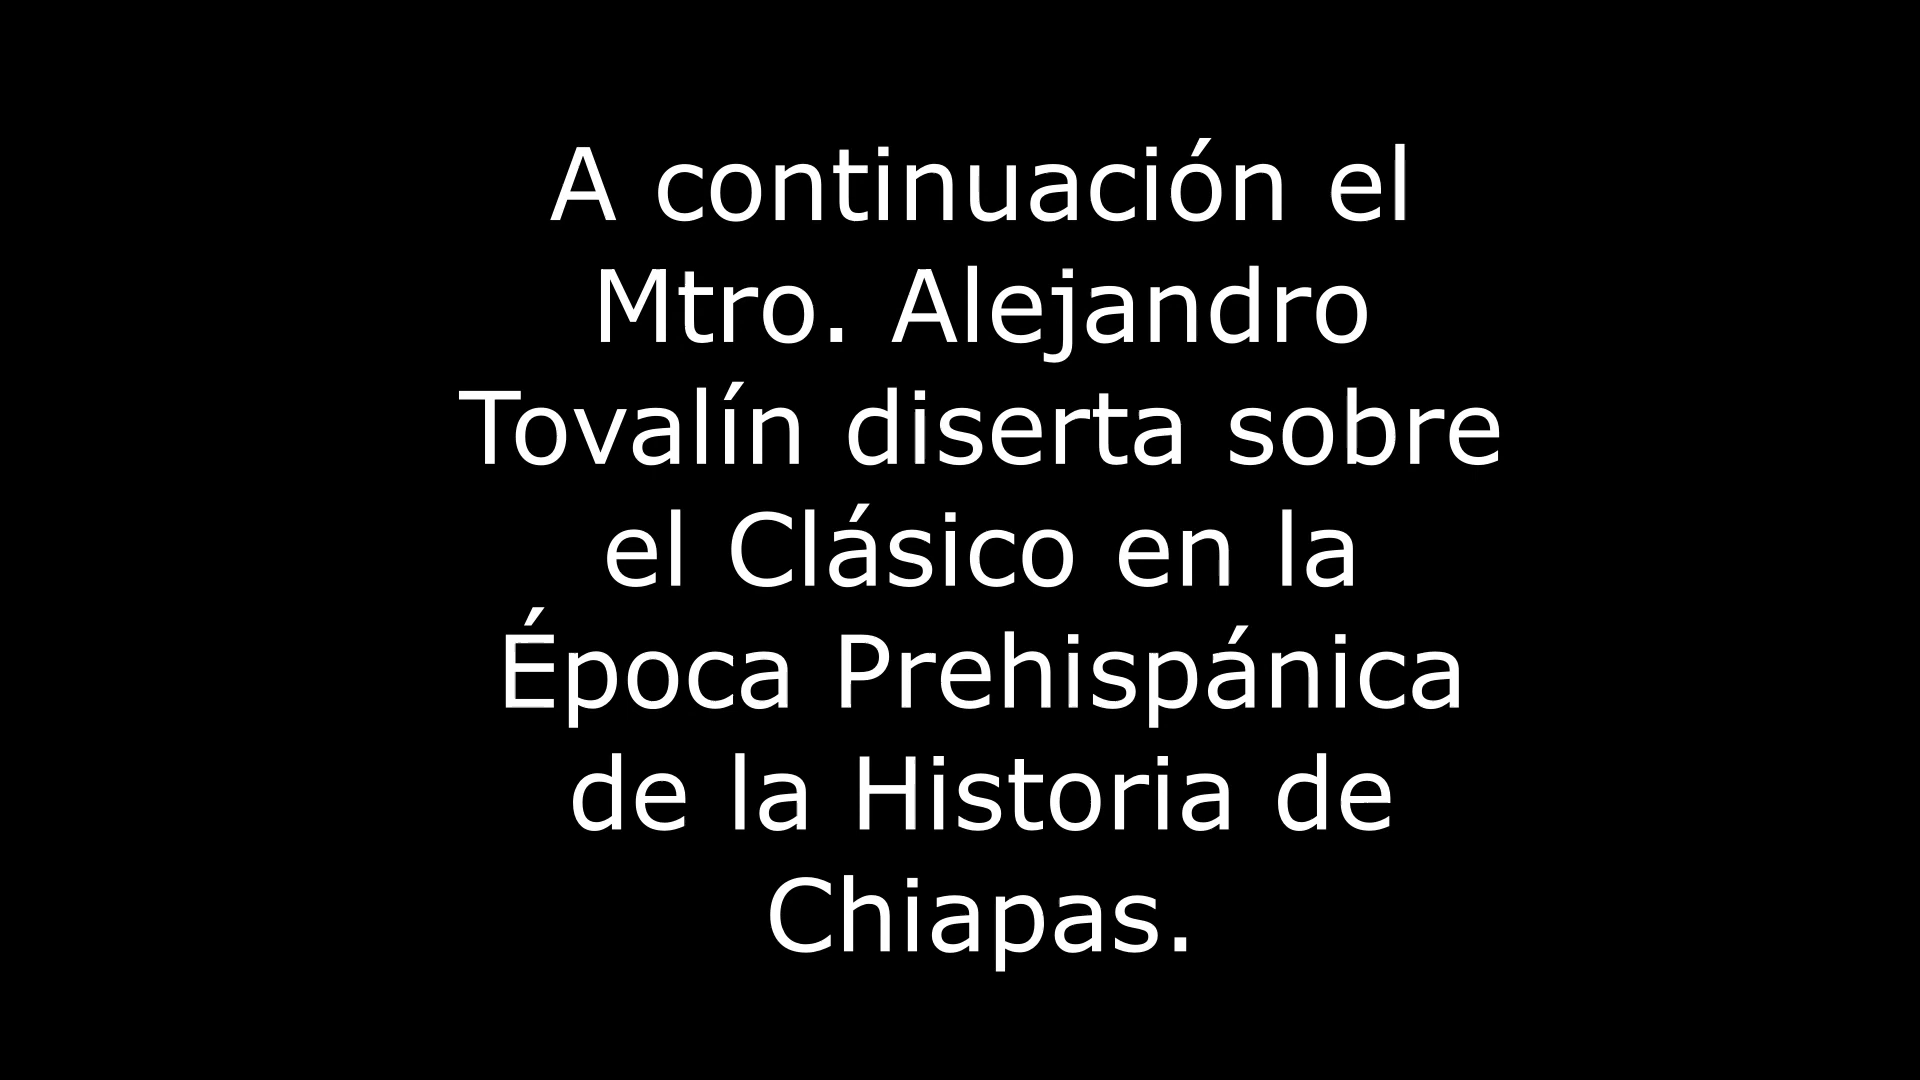 A continuación el
Mtro. Alejandro
Tovalín diserta sobre
el Clásico en la
Época Prehispánica
de la Historia de
Chiapas.